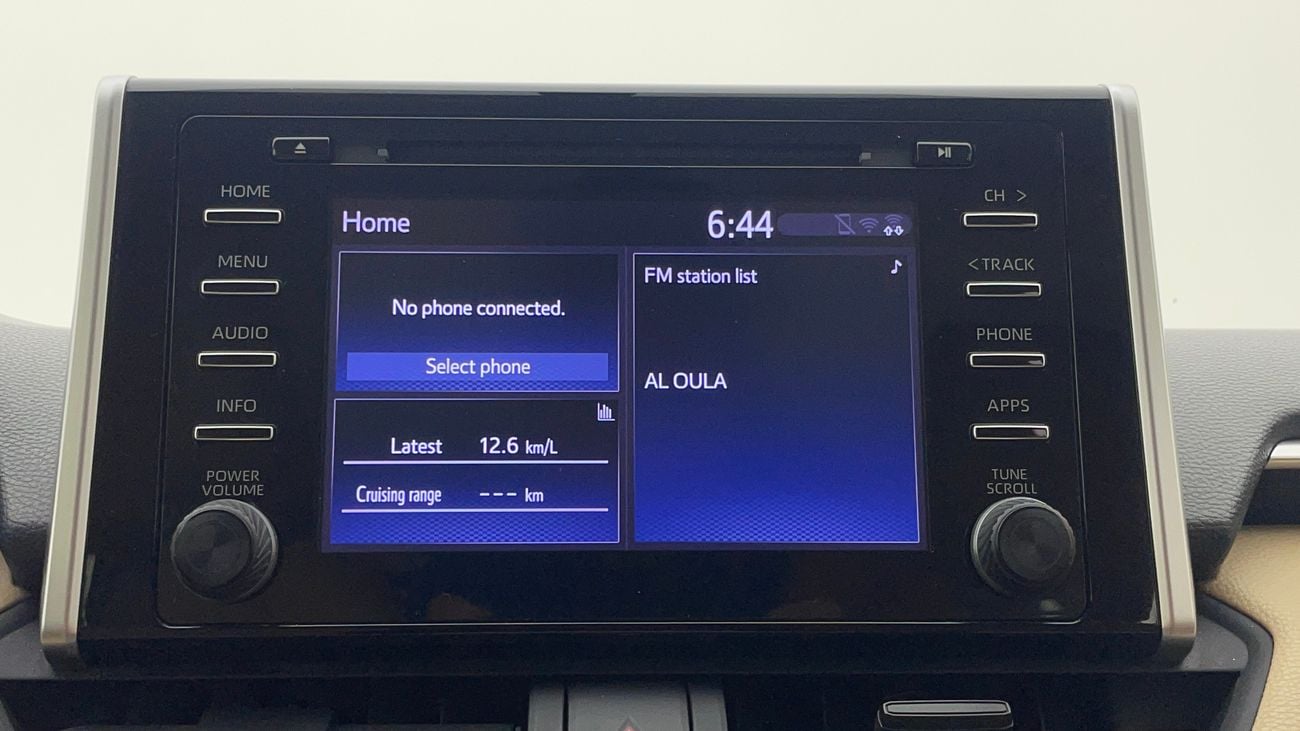 HOME
MENU
AUDIO
INFO
POWER
VOLUME
Home
6:44
No phone connected.
Select phone
Latest 12.6 km/L
Cruising range --- km
FM station list
AL OULA
CH >
< TRACK
PHONE
APPS
TUNE
SCROLL